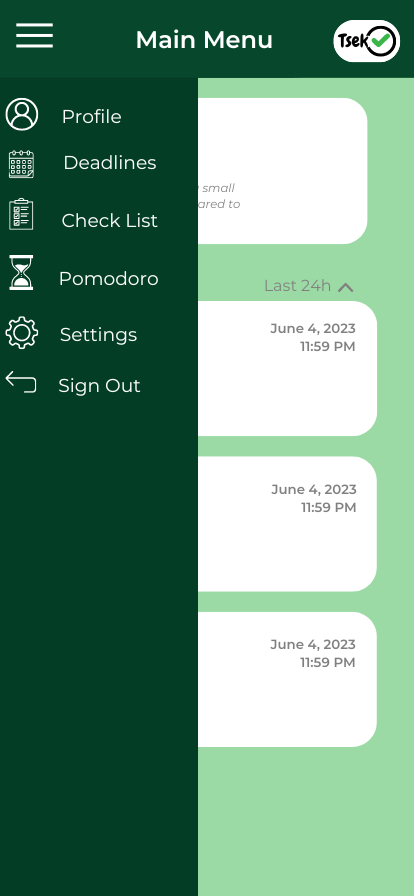 Main Menu
Tsek
Profile
Deadlines
Check List
Pomodoro
Settings
Sign Out
small
ared to
Last 24h
June 4, 2023
11:59 PM
June 4, 2023
11:59 PM
June 4, 2023
11:59 PM